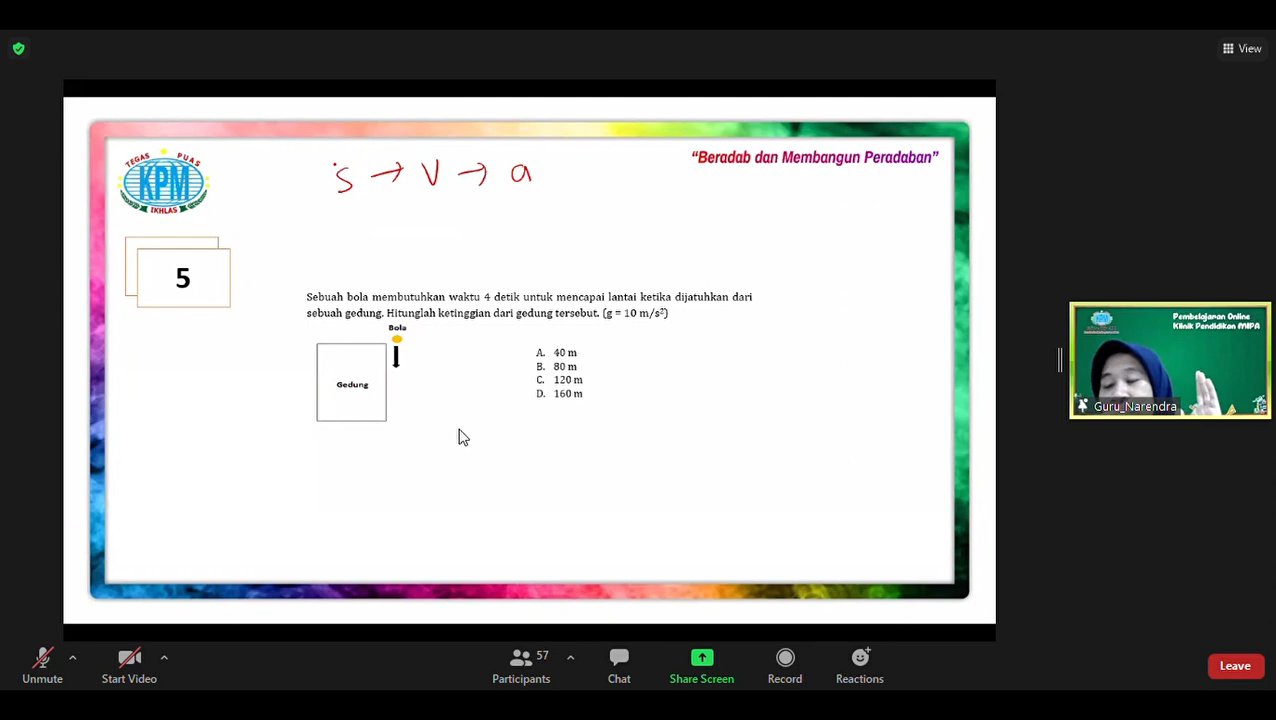 View
"Beradab dan Membangun Peradaban"
TEGAS PUAS
KPM
IKHLAS
s → v → a
5
Sebuah bola membutuhkan waktu 4 detik untuk mencapai lantai ketika dijatuhkan dari
sebuah gedung. Hitunglah ketinggian dari gedung tersebut. (g = 10 m/s²)
Bola
Gedung
A. 40 m
B. 80 m
C. 120 m
D. 160 m
Pembelajaran Online
Klinik Pendidikan MIPA
Guru_Narendra
Unmute
Start Video
57
Participants
Chat
Share Screen
Record
Reactions
Leave